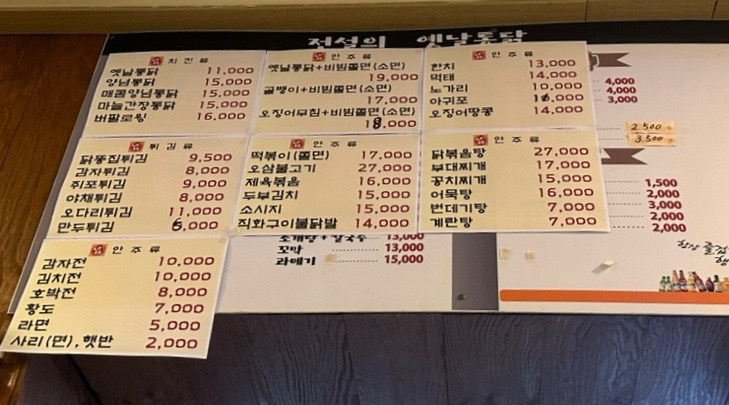 전설의 옛날통닭
치킨류
옛날통닭 11,000
양념통닭 15,000
매콤양념통닭 15,000
마늘간장통닭 15,000
버팔로윙 16,000
안주류
옛날통닭+비빔쫄면(소면)
19,000
골뱅이+비빔쫄면(소면)
17,000
오징어무침+비빔쫄면(소면)
18,000
안주류
한치 13,000
먹태 14,000
노가리 10,000
아귀포
오징어땅콩 14,000
4,000
4,000
3,000
2,500
3,500
튀김류
닭똥집튀김 9,500
감자튀김 8,000
쥐포튀김 9,000
야채튀김 8,000
오다리튀김 11,000
만두튀김 6,000
안주류
떡볶이(쫄면) 17,000
오삼불고기 27,000
제육볶음 16,000
두부김치 15,000
소시지 15,000
직화구이불닭발 14,000
안주류
닭볶음탕 27,000
부대찌개 17,000
꽁치찌개 15,000
어묵탕 16,000
번데기탕 7,000
계란탕 7,000
1,500
2,000
3,000
2,000
2,000
조개탕+칼국수 13,000
꼬막 13,000
과메기 15,000
안주류
감자전 10,000
김치전 10,000
호박전 8,000
황도 7,000
라면 5,000
사리(면), 햇반 2,000